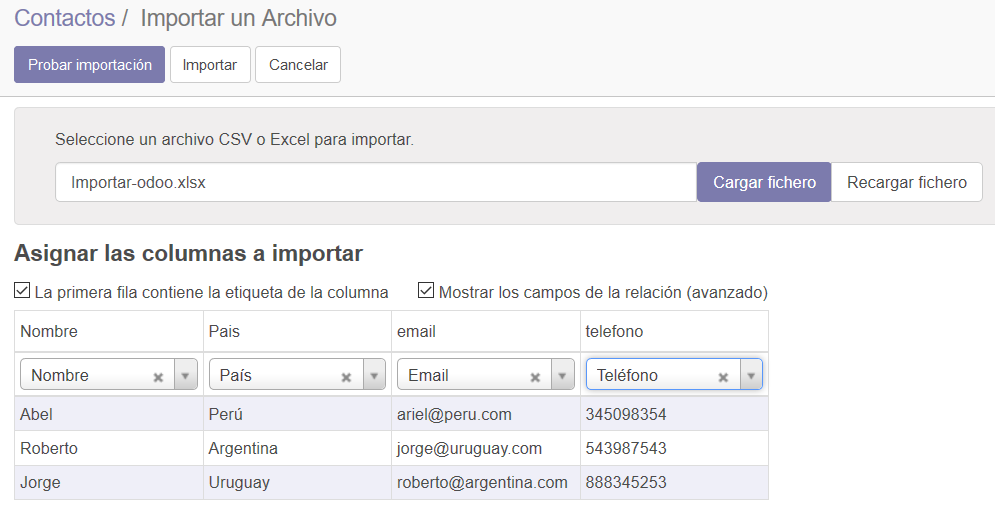 Contactos / Importar un Archivo
Probar importación Importar Cancelar
Seleccione un archivo CSV o Excel para importar.
Importar-odoo.xlsx Cargar fichero Recargar fichero
Asignar las columnas a importar
La primera fila contiene la etiqueta de la columna Mostrar los campos de la relación (avanzado)
Nombre Pais email telefono
Nombre País Email Teléfono
Abel Perú ariel@peru.com 345098354
Roberto Argentina jorge@uruguay.com 543987543
Jorge Uruguay roberto@argentina.com 888345253